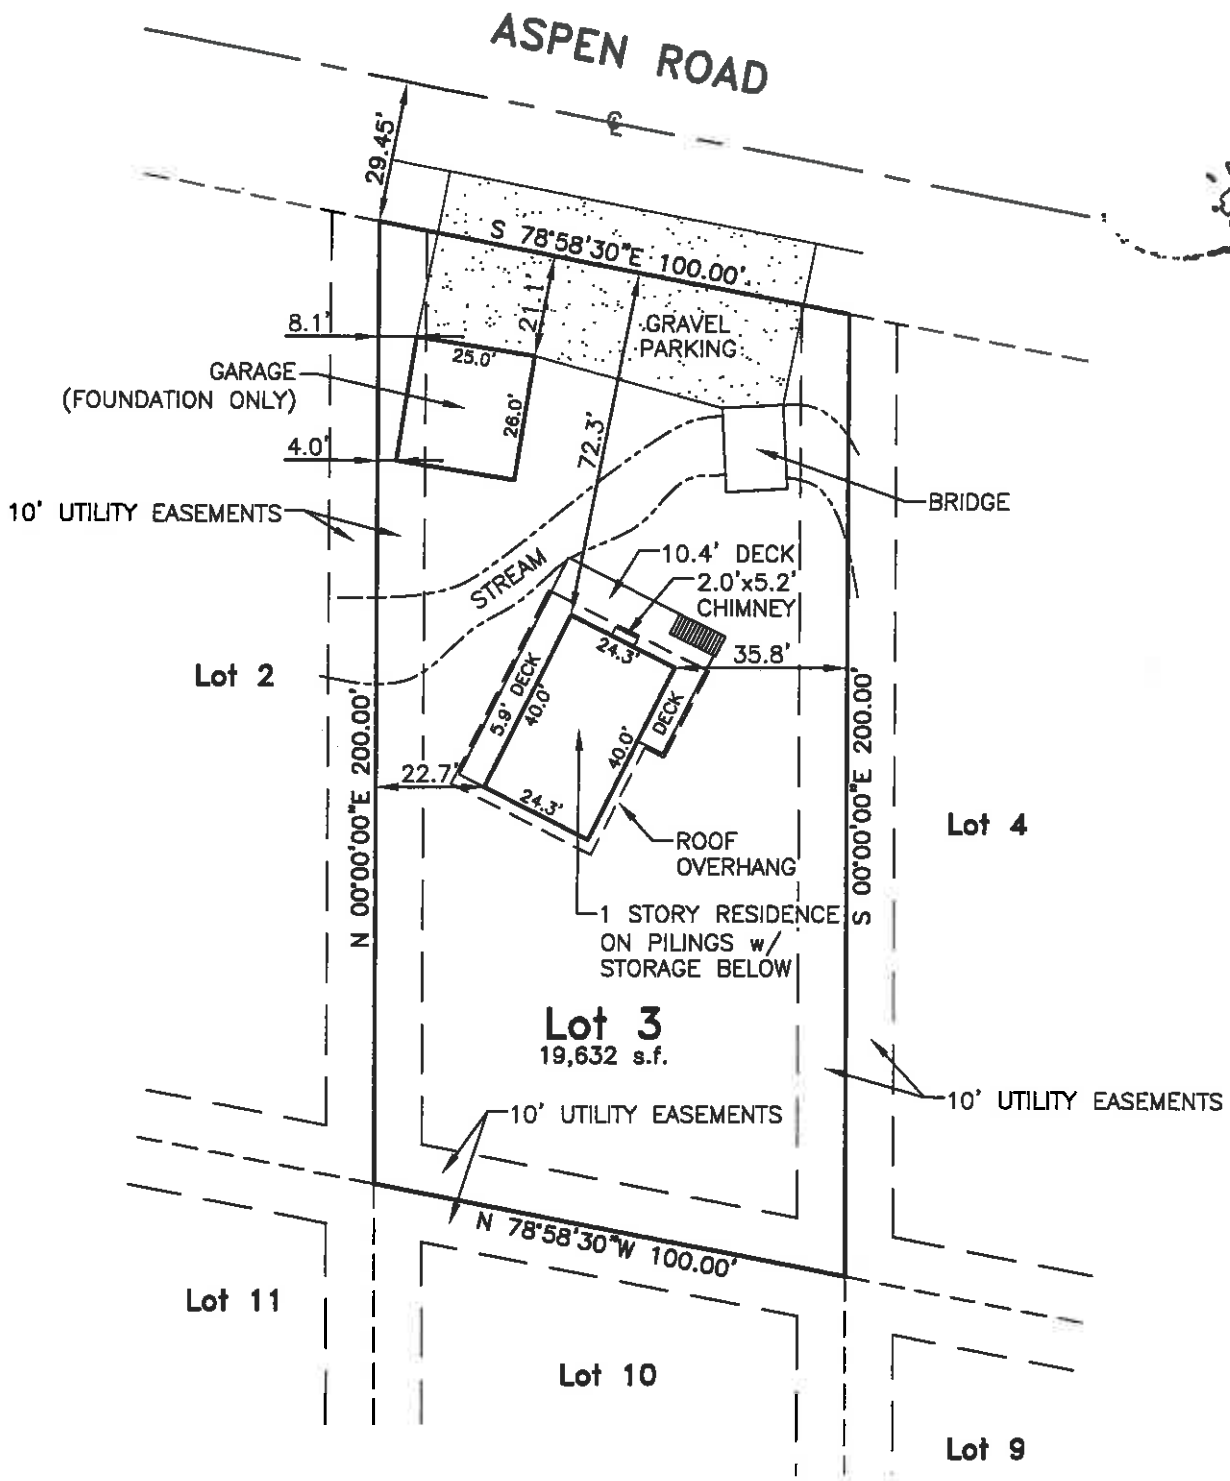 ASPEN ROAD
℄
29.45'
S 78°58'30"E 100.00'
8.1'
21.1'
GRAVEL
PARKING
25.0'
GARAGE
(FOUNDATION ONLY)
26.0'
72.3'
4.0'
BRIDGE
10' UTILITY EASEMENTS
STREAM
10.4' DECK
2.0'x5.2'
CHIMNEY
24.3'
35.8'
Lot 2
5.9' DECK
40.0'
DECK
40.0'
N 00°00'00"E 200.00'
S 00°00'00"E 200.00'
22.7'
24.3'
Lot 4
ROOF
OVERHANG
1 STORY RESIDENCE
ON PILINGS w/
STORAGE BELOW
Lot 3
19,632 s.f.
10' UTILITY EASEMENTS
10' UTILITY EASEMENTS
N 78°58'30"W 100.00'
Lot 11
Lot 10
Lot 9